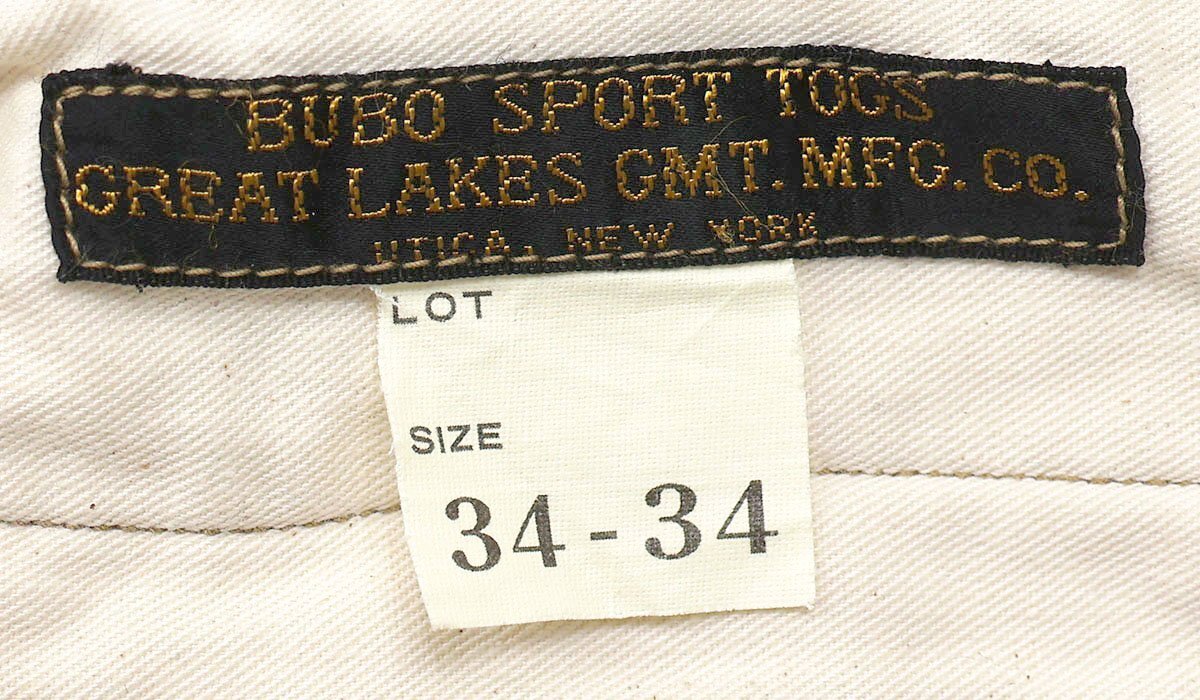 BUBO SPORT TOGS
GREAT LAKES GMT. MFG. CO.
UTICA, NEW YORK
LOT
SIZE
34 - 34